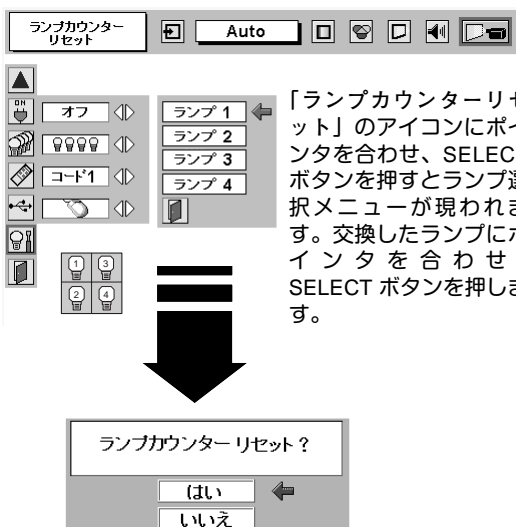 ランプカウンター
リセット
Auto
ON
オフ
コード1
ランプ 1
ランプ 2
ランプ 3
ランプ 4
1 3
2 4
「ランプカウンターリセ
ット」のアイコンにポイ
ンタを合わせ、SELEC
ボタンを押すとランプ選
択メニューが現われま
す。交換したランプにポ
インタを合わせ
SELECT ボタンを押しま
す。
ランプカウンター リセット?
はい
いいえ